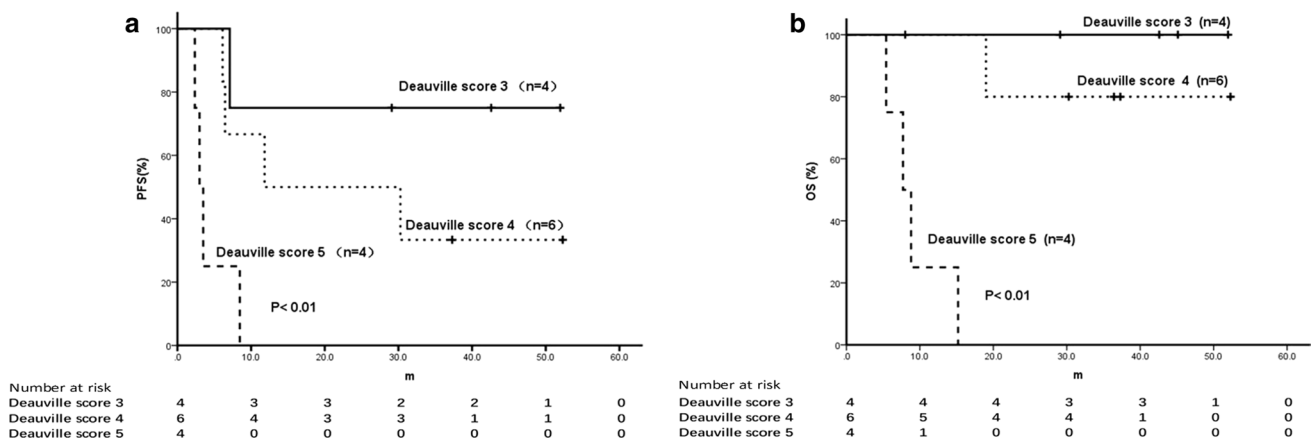 a
100
80
60
40
20
0
PFS(%)
Deauville score 3 （n=4）
Deauville score 4 （n=6）
Deauville score 5 （n=4）
P< 0.01
.0 10.0 20.0 30.0 40.0 50.0 60.0
m
Number at risk
Deauville score 3 4 3 3 2 2 1 0
Deauville score 4 6 4 3 3 1 1 0
Deauville score 5 4 0 0 0 0 0 0
b
100
80
60
40
20
0
OS (%)
Deauville score 3 (n=4)
Deauville score 4 (n=6)
Deauville score 5 (n=4)
P< 0.01
.0 10.0 20.0 30.0 40.0 50.0 60.0
m
Number at risk
Deauville score 3 4 4 4 3 3 1 0
Deauville score 4 6 5 4 4 1 0 0
Deauville score 5 4 1 0 0 0 0 0